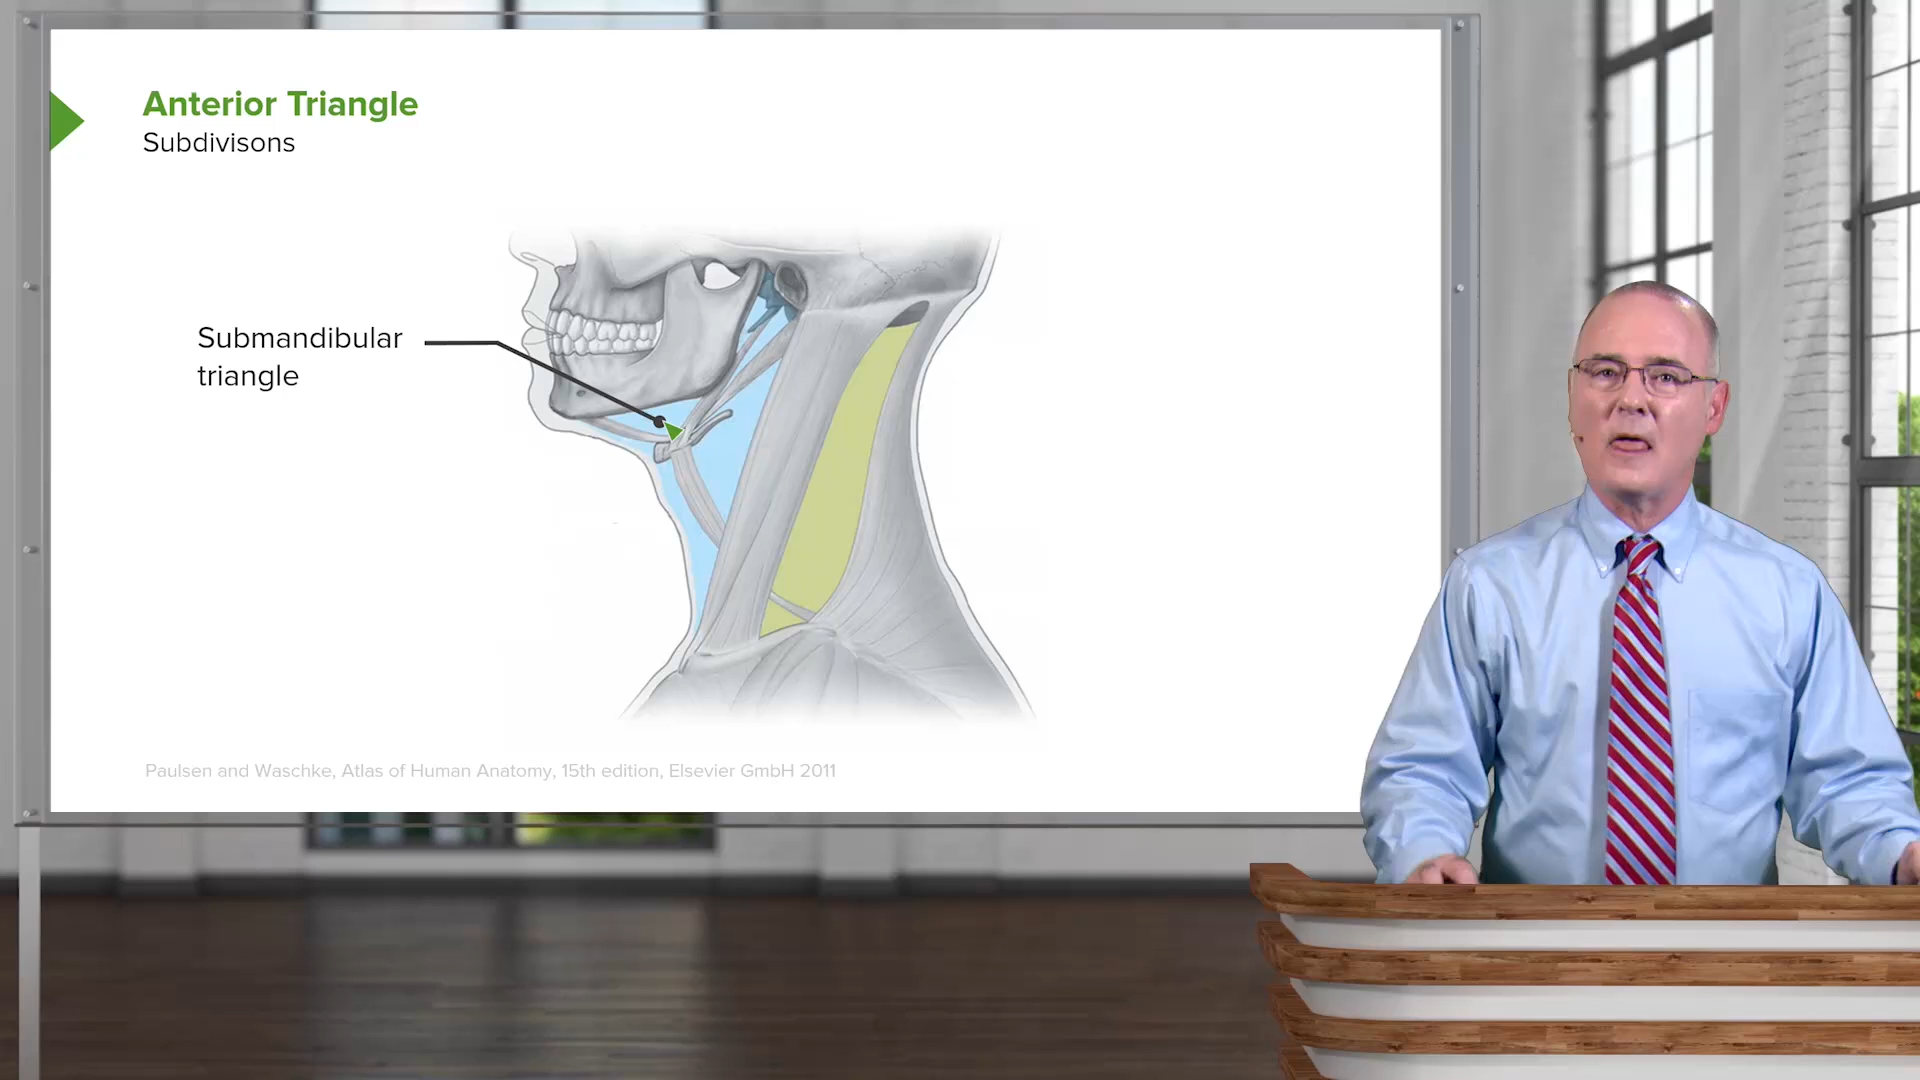 Anterior Triangle
Subdivisons
Submandibular
triangle
Paulsen and Waschke, Atlas of Human Anatomy, 15th edition, Elsevier GmbH 2011